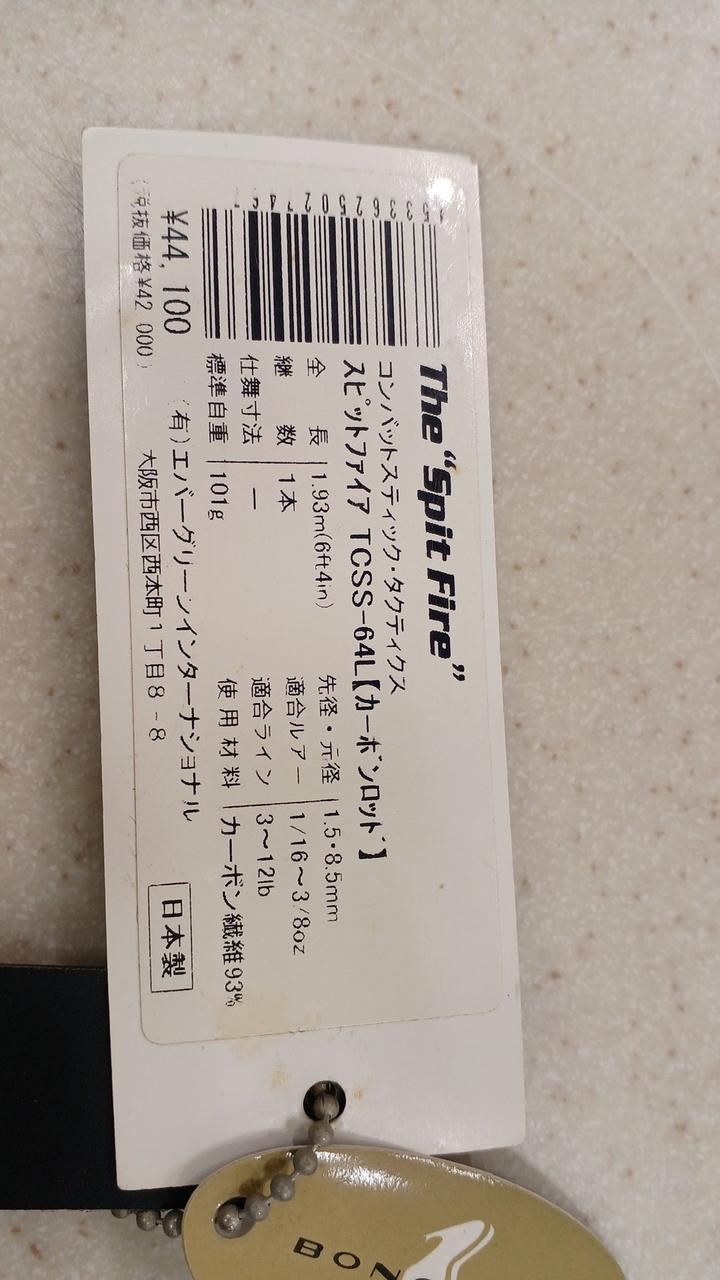 The "Spit Fire"
コンバットスティック・タクティクス
スピットファイア TCSS-64L【カーボンロッド】
全長 1.93m(6ft4in) 先径・元径 1.5・8.5mm
継数 1本 適合ルアー 1/16～3/8oz
仕舞寸法 ー 適合ライン 3～12lb
標準自重 101g 使用材料 カーボン繊維93%
¥44,100
(税抜価格¥42 000)
(有)エバーグリーンインターナショナル
大阪市西区西本町1丁目8-8
日本製